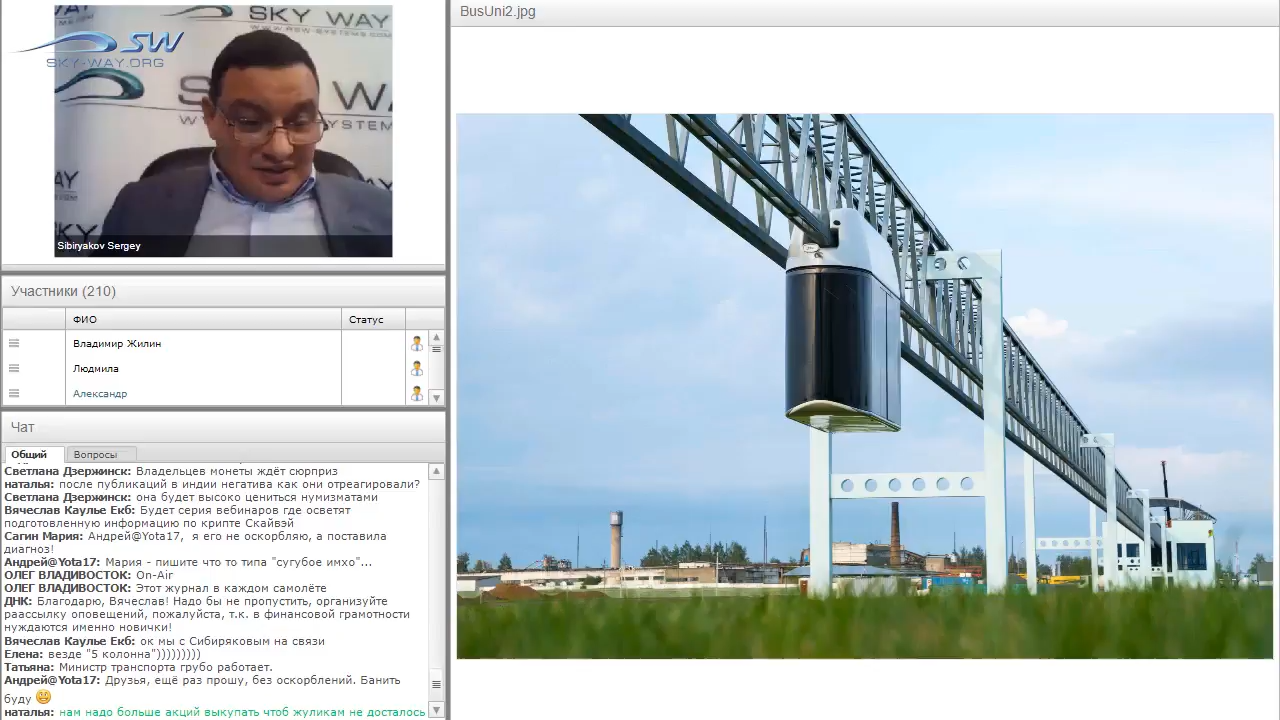 SKY WAY
WWW.RSW-SYSTEMS.COM
SW
SKY-WAY.ORG
Sibiryakov Sergey
Участники (210)
ФИО Статус
Владимир Жилин
Людмила
Александр
Чат
Общий Вопросы
Светлана Дзержинск: Владельцев монеты ждёт сюрприз
наталья: после публикаций в индии негатива как они отреагировали?
Светлана Дзержинск: она будет высоко цениться нумизматами
Вячеслав Каулье Екб: Будет серия вебинаров где осветят
подготовленную информацию по крипте Скайвэй
Сагин Мария: Андрей@Yota17, я его не оскорбляю, а поставила
диагноз!
Андрей@Yota17: Мария - пишите что то типа "сугубое имхо"...
ОЛЕГ ВЛАДИВОСТОК: On-Air
ОЛЕГ ВЛАДИВОСТОК: Этот журнал в каждом самолёте
ДНК: Благодарю, Вячеслав! Надо бы не пропустить, организуйте
раассылку оповещений, пожалуйста, т.к. в финансовой грамотности
нуждаются именно новички!
Вячеслав Каулье Екб: ок мы с Сибиряковым на связи
Елена: везде "5 колонна")))))))))
Татьяна: Министр транспорта грубо работает.
Андрей@Yota17: Друзья, ещё раз прошу, без оскорблений. Банить
буду
наталья: нам надо больше акций выкупать чтоб жуликам не досталось
BusUni2.jpg